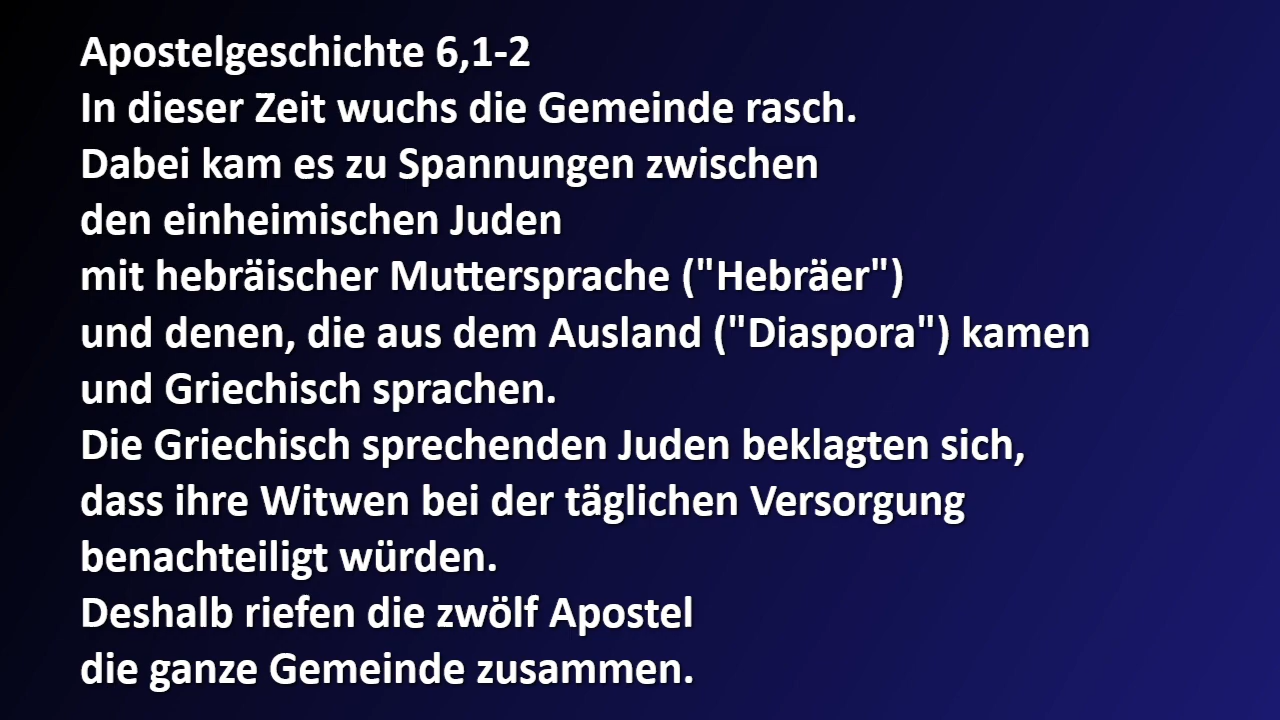 Apostelgeschichte 6,1-2
In dieser Zeit wuchs die Gemeinde rasch.
Dabei kam es zu Spannungen zwischen
den einheimischen Juden
mit hebräischer Muttersprache ("Hebräer")
und denen, die aus dem Ausland ("Diaspora") kamen
und Griechisch sprachen.
Die Griechisch sprechenden Juden beklagten sich,
dass ihre Witwen bei der täglichen Versorgung
benachteiligt würden.
Deshalb riefen die zwölf Apostel
die ganze Gemeinde zusammen.